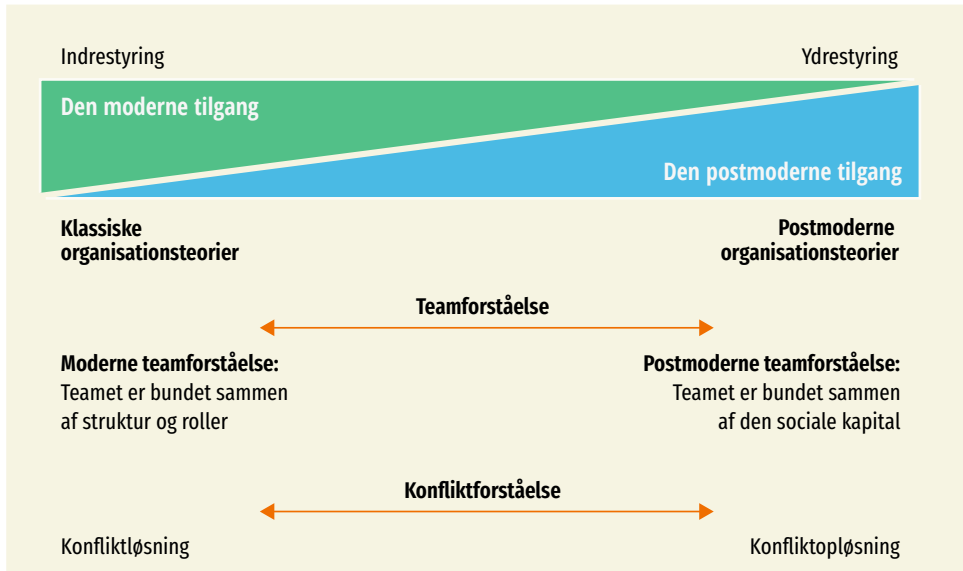 Indrestyring
Ydrestyring
Den moderne tilgang
Den postmoderne tilgang
Klassiske
organisationsteorier
Postmoderne
organisationsteorier
Teamforståelse
Moderne teamforståelse:
Teamet er bundet sammen
af struktur og roller
Postmoderne teamforståelse:
Teamet er bundet sammen
af den sociale kapital
Konfliktforståelse
Konfliktløsning
Konfliktopløsning